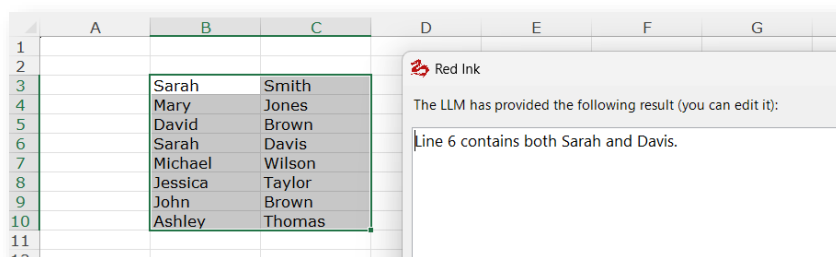 A B C D E F G
1
2
3 Sarah Smith
4 Mary Jones
5 David Brown
6 Sarah Davis
7 Michael Wilson
8 Jessica Taylor
9 John Brown
10 Ashley Thomas
11
Red Ink
The LLM has provided the following result (you can edit it):
Line 6 contains both Sarah and Davis.